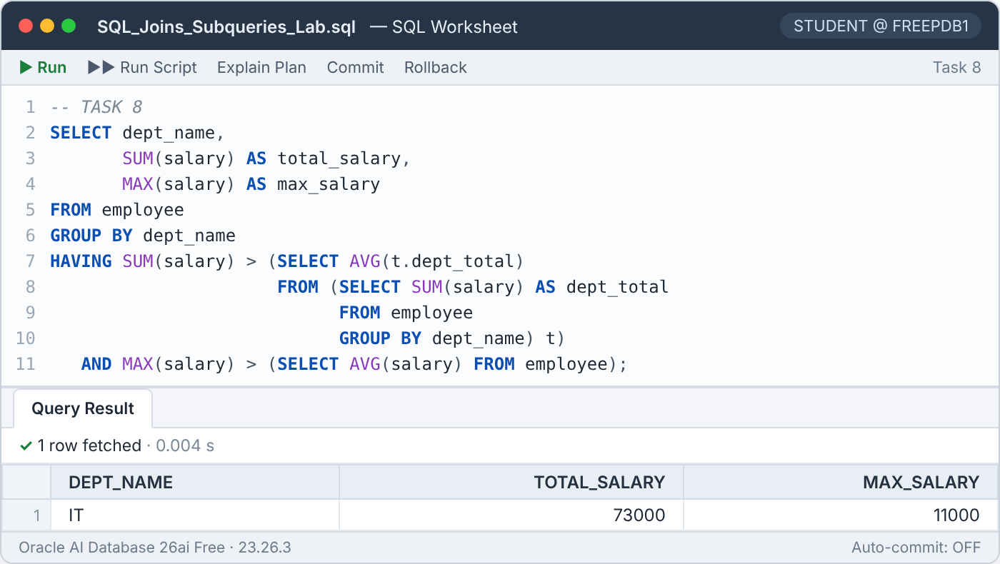 SQL_Joins_Subqueries_Lab.sql — SQL Worksheet STUDENT @ FREEPDB1
▶ Run ▶▶ Run Script Explain Plan Commit Rollback Task 8
1 -- TASK 8
2 SELECT dept_name,
3        SUM(salary) AS total_salary,
4        MAX(salary) AS max_salary
5 FROM employee
6 GROUP BY dept_name
7 HAVING SUM(salary) > (SELECT AVG(t.dept_total)
8                       FROM (SELECT SUM(salary) AS dept_total
9                             FROM employee
10                             GROUP BY dept_name) t)
11    AND MAX(salary) > (SELECT AVG(salary) FROM employee);
Query Result
✓ 1 row fetched · 0.004 s
DEPT_NAME TOTAL_SALARY MAX_SALARY
1 IT 73000 11000
Oracle AI Database 26ai Free · 23.26.3 Auto-commit: OFF